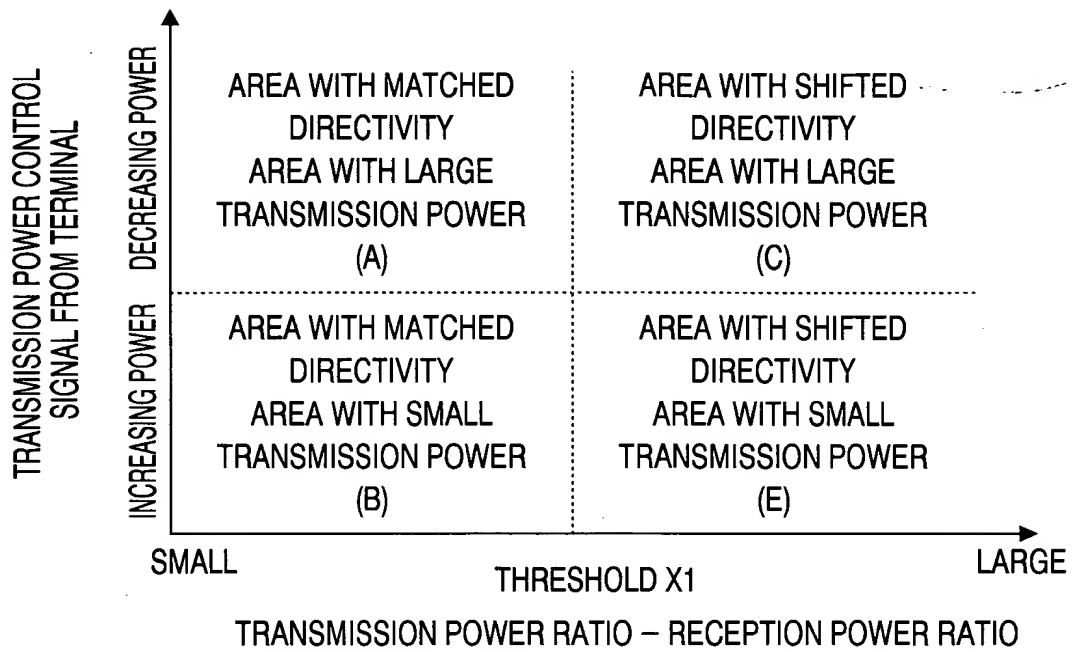 TRANSMISSION POWER CONTROL
SIGNAL FROM TERMINAL
DECREASING POWER
INCREASING POWER
AREA WITH MATCHED
DIRECTIVITY
AREA WITH LARGE
TRANSMISSION POWER
(A)
AREA WITH SHIFTED
DIRECTIVITY
AREA WITH LARGE
TRANSMISSION POWER
(C)
AREA WITH MATCHED
DIRECTIVITY
AREA WITH SMALL
TRANSMISSION POWER
(B)
AREA WITH SHIFTED
DIRECTIVITY
AREA WITH SMALL
TRANSMISSION POWER
(E)
SMALL
THRESHOLD X1
LARGE
TRANSMISSION POWER RATIO – RECEPTION POWER RATIO